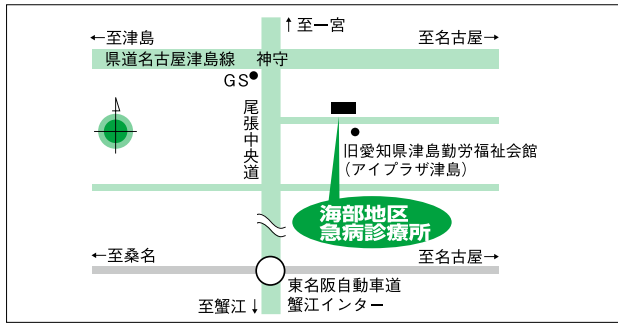 ↑至一宮
←至津島
至名古屋→
県道名古屋津島線 神守
GS
尾張中央道
旧愛知県津島勤労福祉会館
(アイプラザ津島)
海部地区
急病診療所
←至桑名
至名古屋→
東名阪自動車道
蟹江インター
至蟹江↓